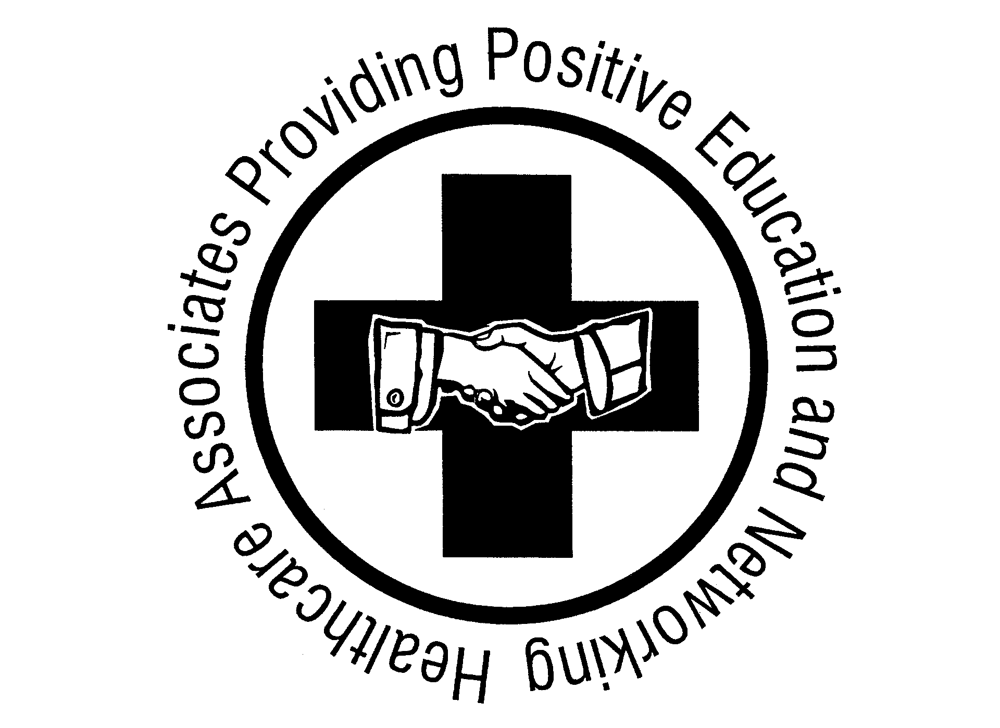 Healthcare Associates Providing Positive Education and Networking